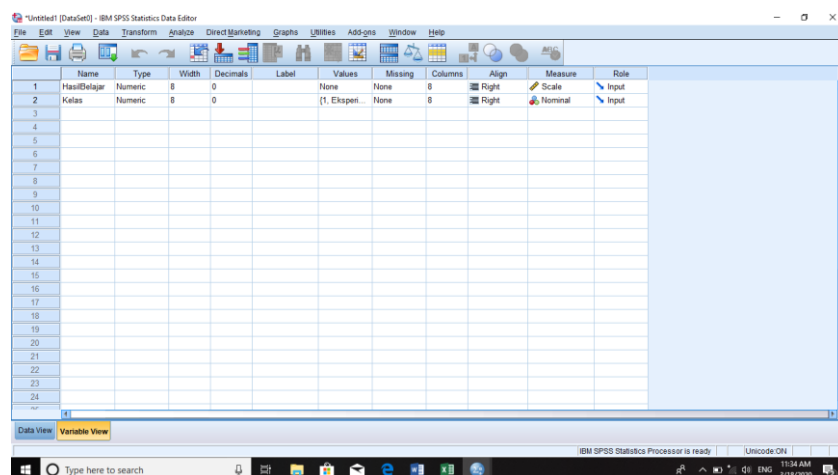 *Untitled1 [DataSet0] - IBM SPSS Statistics Data Editor
File Edit View Data Transform Analyze Direct Marketing Graphs Utilities Add-ons Window Help
Name Type Width Decimals Label Values Missing Columns Align Measure Role
1 HasilBelajar Numeric 8 0 None None 8 Right Scale Input
2 Kelas Numeric 8 0 {1, Eksperi... None 8 Right Nominal Input
3
4
5
6
7
8
9
10
11
12
13
14
15
16
17
18
19
20
21
22
23
24
Data View Variable View
IBM SPSS Statistics Processor is ready Unicode:ON
Type here to search
ENG 11:34 AM